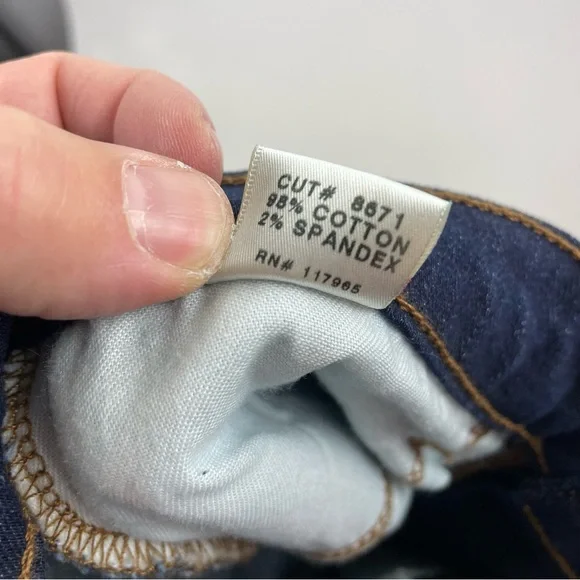 CUT# 8671
98% COTTON
2% SPANDEX
RN# 117965